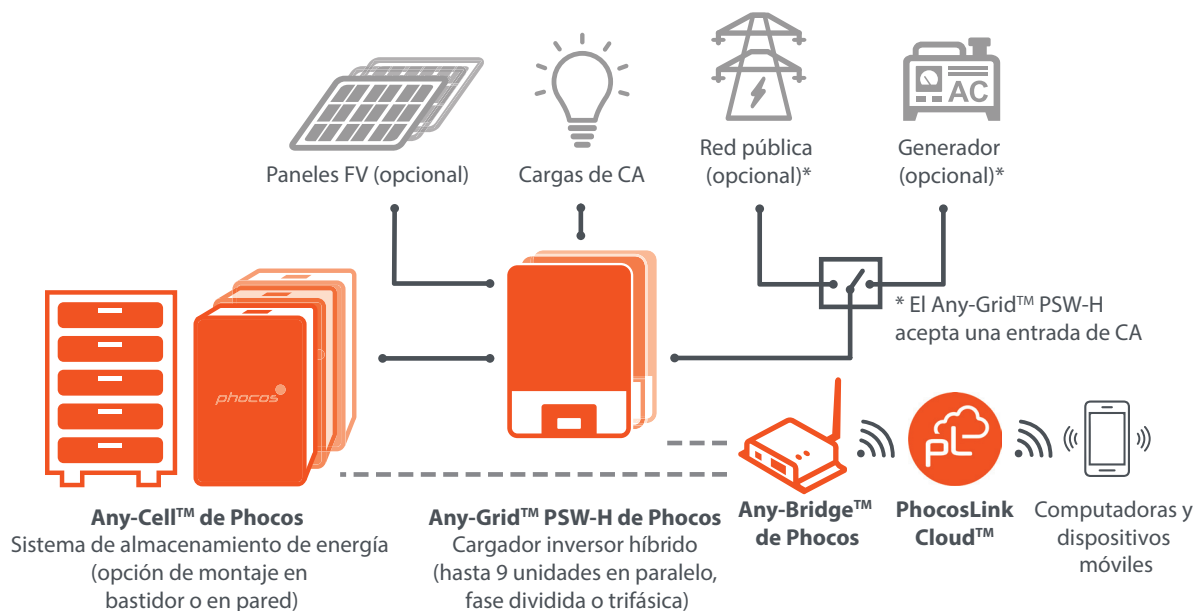 AC
Paneles FV (opcional)
Cargas de CA
Red pública
(opcional)*
Generador
(opcional)*
* El Any-Grid™ PSW-H
acepta una entrada de CA
phocos
pL
Any-Cell™ de Phocos
Sistema de almacenamiento de energía
(opción de montaje en
bastidor o en pared)
Any-Grid™ PSW-H de Phocos
Cargador inversor híbrido
(hasta 9 unidades en paralelo,
fase dividida o trifásica)
Any-Bridge™
de Phocos
PhocosLink
Cloud™
Computadoras y
dispositivos
móviles